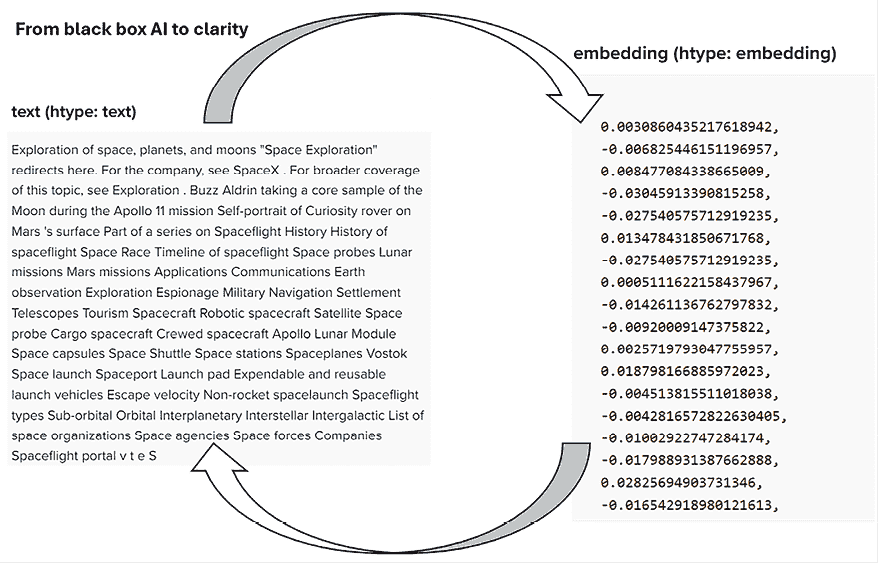 From black box AI to clarity
embedding (htype: embedding)
text (htype: text)
Exploration of space, planets, and moons "Space Exploration"
redirects here. For the company, see SpaceX . For broader coverage
of this topic, see Exploration . Buzz Aldrin taking a core sample of the
Moon during the Apollo 11 mission Self-portrait of Curiosity rover on
Mars 's surface Part of a series on Spaceflight History History of
spaceflight Space Race Timeline of spaceflight Space probes Lunar
missions Mars missions Applications Communications Earth
observation Exploration Espionage Military Navigation Settlement
Telescopes Tourism Spacecraft Robotic spacecraft Satellite Space
probe Cargo spacecraft Crewed spacecraft Apollo Lunar Module
Space capsules Space Shuttle Space stations Spaceplanes Vostok
Space launch Spaceport Launch pad Expendable and reusable
launch vehicles Escape velocity Non-rocket spacelaunch Spaceflight
types Sub-orbital Orbital Interplanetary Interstellar Intergalactic List of
space organizations Space agencies Space forces Companies
Spaceflight portal v t e S
0.0030860435217618942,
-0.006825446151196957,
0.008477084338665009,
-0.03045913390815258,
-0.027540575712919235,
0.013478431850671768,
-0.027540575712919235,
0.0005111622158437967,
-0.014261136762797832,
-0.00920009147375822,
0.0025719793047755957,
0.018798166885972023,
-0.004513815511018038,
-0.0042816572822630405,
-0.01002922747284174,
-0.017988931387662888,
0.02825694903731346,
-0.016542918980121613,